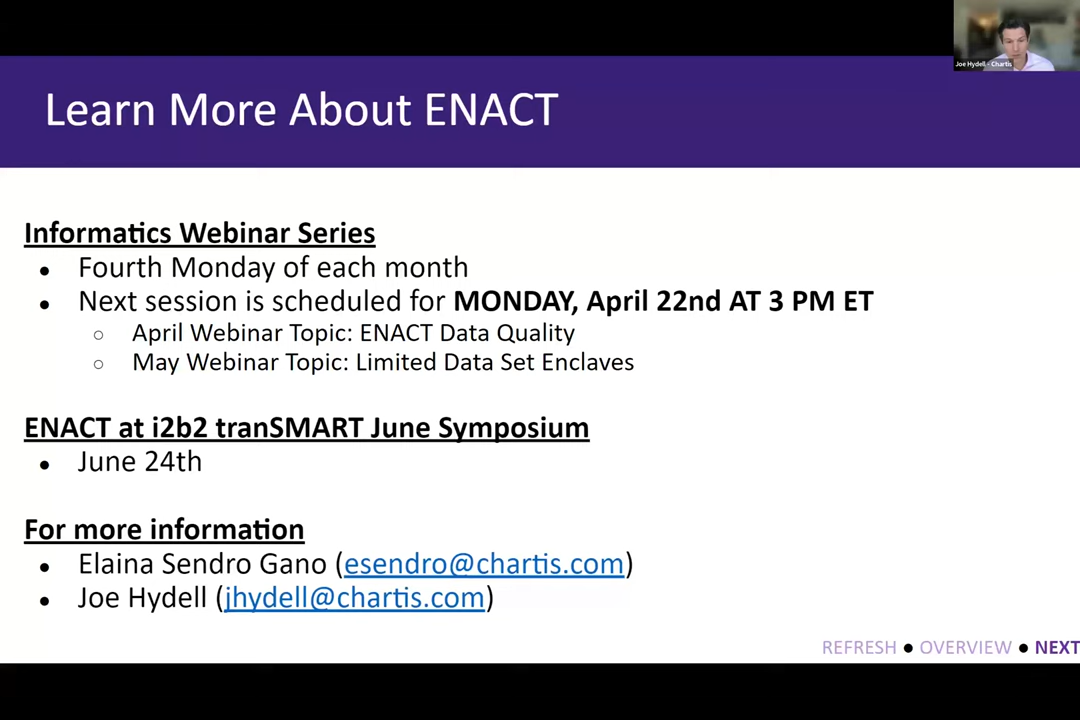 Joe Hydell - Chartis
Learn More About ENACT
Informatics Webinar Series
● Fourth Monday of each month
● Next session is scheduled for MONDAY, April 22nd AT 3 PM ET
○ April Webinar Topic: ENACT Data Quality
○ May Webinar Topic: Limited Data Set Enclaves
ENACT at i2b2 tranSMART June Symposium
● June 24th
For more information
● Elaina Sendro Gano (esendro@chartis.com)
● Joe Hydell (jhydell@chartis.com)
REFRESH ● OVERVIEW ● NEXT